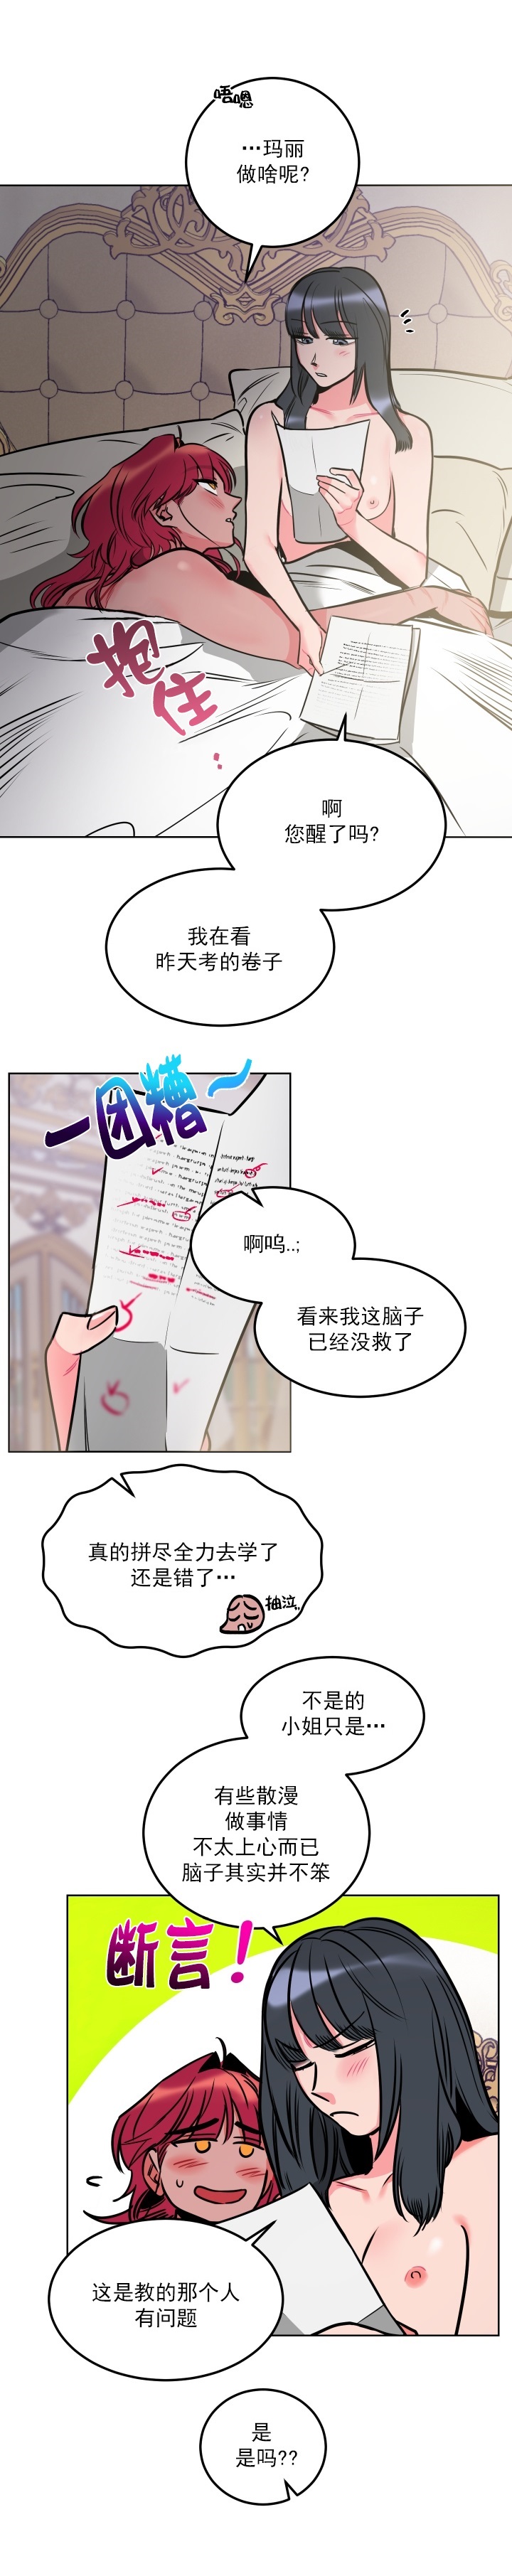 唔嗯
…玛丽
做啥呢?
抱住
啊
您醒了吗?
我在看
昨天考的卷子
一团糟~
啊呜..;
看来我这脑子
已经没救了
真的拼尽全力去学了
还是错了…
抽泣..
不是的
小姐只是…
有些散漫
做事情
不太上心而已
脑子其实并不笨
断言!
这是教的那个人
有问题
是
是吗??